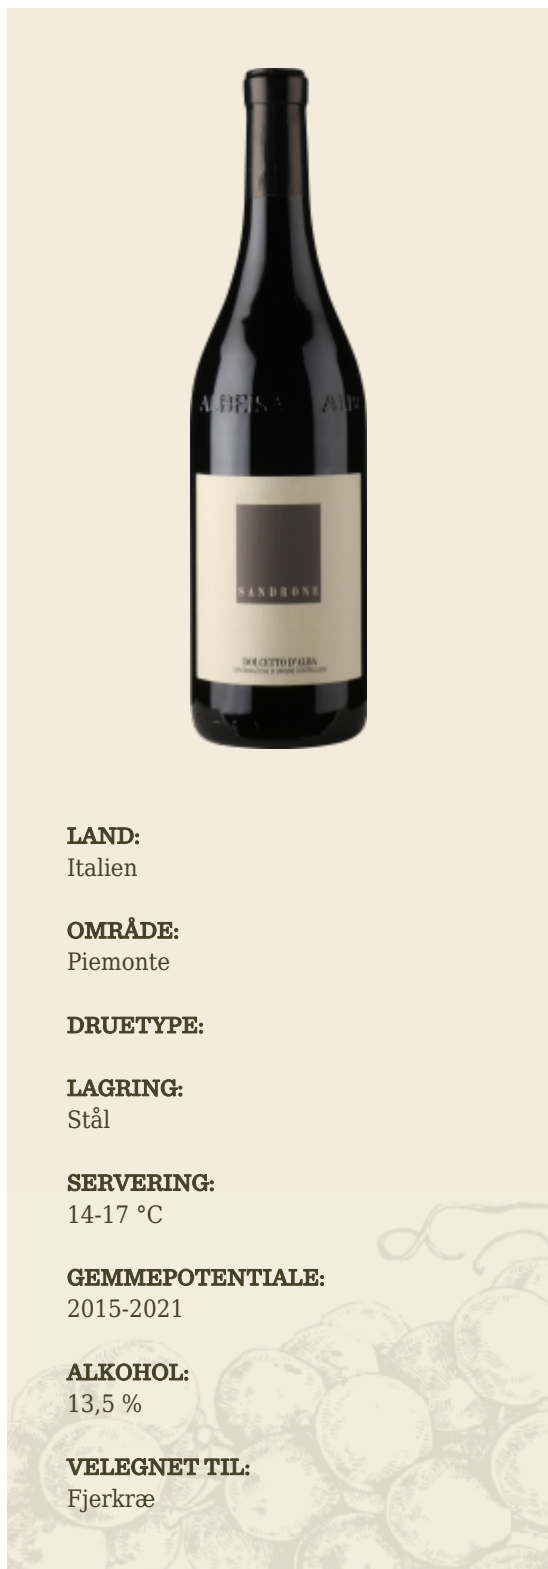 SANDRONE
DOLCETTO D'ALBA
LAND:
Italien
OMRÅDE:
Piemonte
DRUETYPE:
LAGRING:
Stål
SERVERING:
14-17 °C
GEMMEPOTENTIALE:
2015-2021
ALKOHOL:
13,5 %
VELEGNET TIL:
Fjerkræ